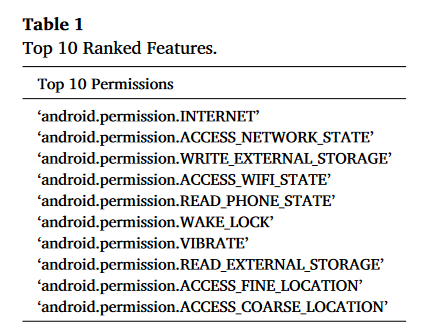 Table 1
Top 10 Ranked Features.
Top 10 Permissions
‘android.permission.INTERNET’
‘android.permission.ACCESS_NETWORK_STATE’
‘android.permission.WRITE_EXTERNAL_STORAGE’
‘android.permission.ACCESS_WIFI_STATE’
‘android.permission.READ_PHONE_STATE’
‘android.permission.WAKE_LOCK’
‘android.permission.VIBRATE’
‘android.permission.READ_EXTERNAL_STORAGE’
‘android.permission.ACCESS_FINE_LOCATION’
‘android.permission.ACCESS_COARSE_LOCATION’